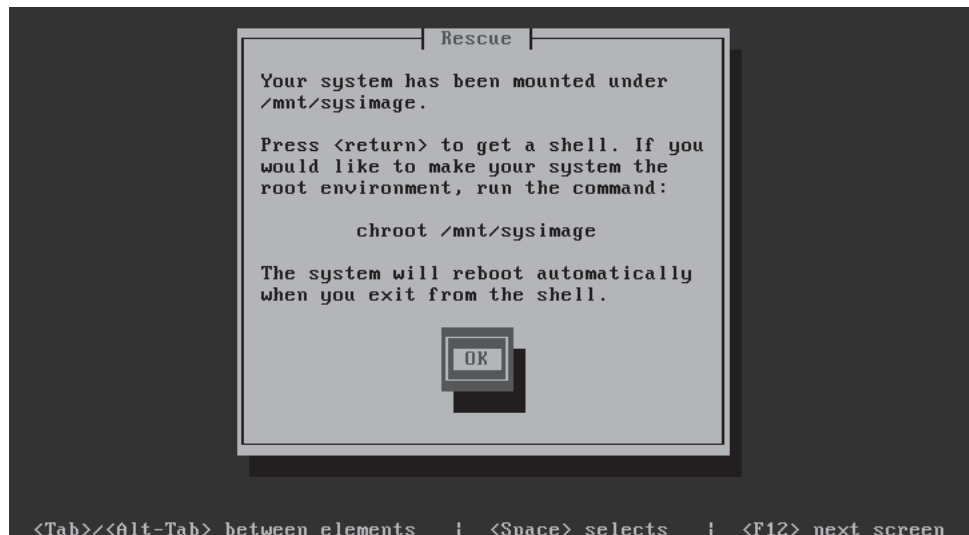 Rescue
Your system has been mounted under
/mnt/sysimage.
Press <return> to get a shell. If you
would like to make your system the
root environment, run the command:
chroot /mnt/sysimage
The system will reboot automatically
when you exit from the shell.
OK
<Tab>/<Alt-Tab> between elements | <Space> selects | <F12> next screen